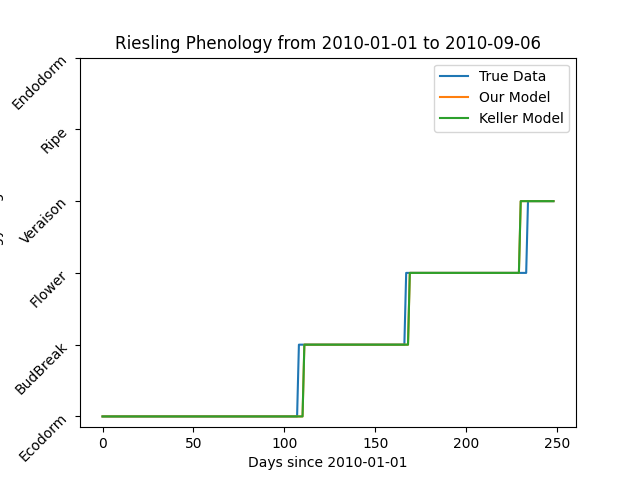 Riesling Phenology from 2010-01-01 to 2010-09-06
True Data
Our Model
Keller Model
Endodorm
Ripe
Veraison
Flower
BudBreak
Ecodorm
0 50 100 150 200 250
Days since 2010-01-01